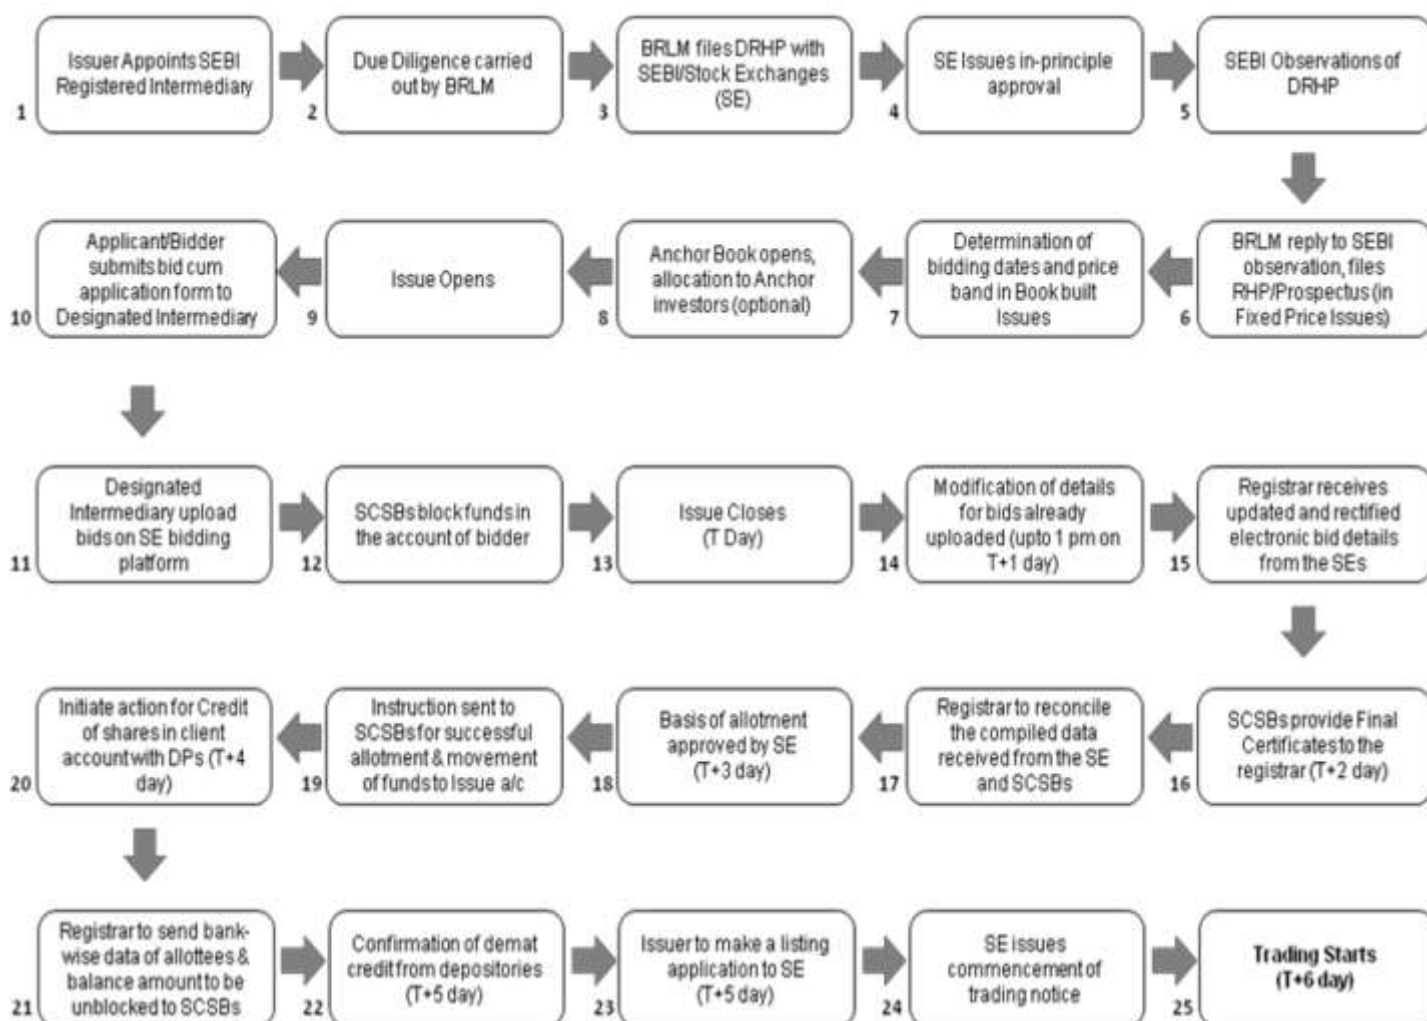 Issuer Appoints SEBI
Registered Intermediary
1
Due Diligence carried
out by BRLM
2
BRLM files DRHP with
SEBI/Stock Exchanges
(SE)
3
SE Issues in-principle
approval
4
SEBI Observations of
DRHP
5
BRLM reply to SEBI
observation, files
RHP/Prospectus (in
Fixed Price Issues)
6
Determination of
bidding dates and price
band in Book built
Issues
7
Anchor Book opens,
allocation to Anchor
investors (optional)
8
Issue Opens
9
Applicant/Bidder
submits bid cum
application form to
Designated Intermediary
10
Designated
Intermediary upload
bids on SE bidding
platform
11
SCSBs block funds in
the account of bidder
12
Issue Closes
(T Day)
13
Modification of details
for bids already
uploaded (upto 1 pm on
T+1 day)
14
Registrar receives
updated and rectified
electronic bid details
from the SEs
15
SCSBs provide Final
Certificates to the
registrar (T+2 day)
16
Registrar to reconcile
the compiled data
received from the SE
and SCSBs
17
Basis of allotment
approved by SE
(T+3 day)
18
Instruction sent to
SCSBs for successful
allotment & movement
of funds to Issue a/c
19
Initiate action for Credit
of shares in client
account with DPs (T+4
day)
20
Registrar to send bank-
wise data of allottees &
balance amount to be
unblocked to SCSBs
21
Confirmation of demat
credit from depositories
(T+5 day)
22
Issuer to make a listing
application to SE
(T+5 day)
23
SE issues
commencement of
trading notice
24
Trading Starts
(T+6 day)
25